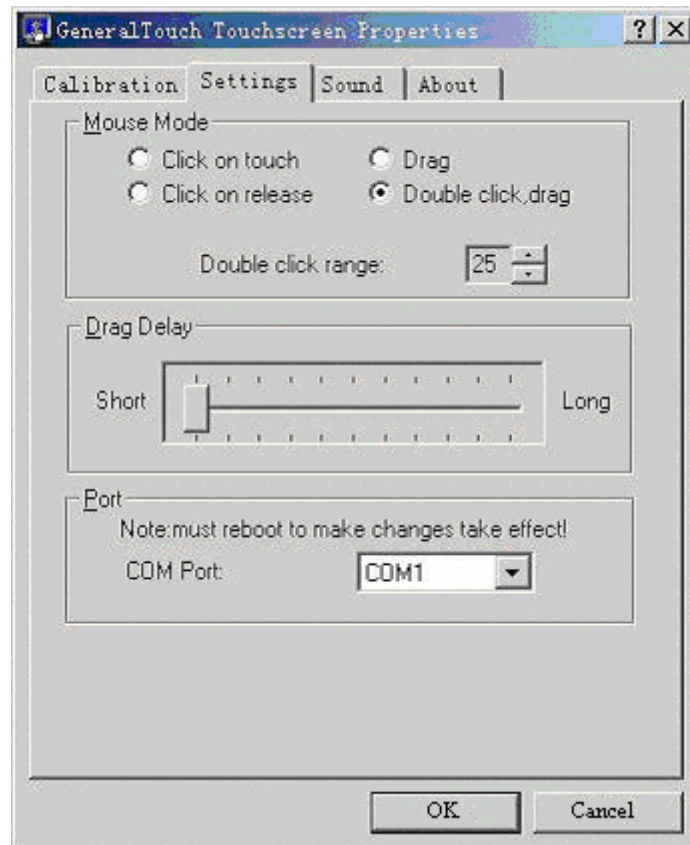 GeneralTouch Touchscreen Properties
Calibration Settings Sound About
Mouse Mode
Click on touch Drag
Click on release Double click,drag
Double click range: 25
Drag Delay
Short Long
Port
Note:must reboot to make changes take effect!
COM Port: COM1
OK Cancel